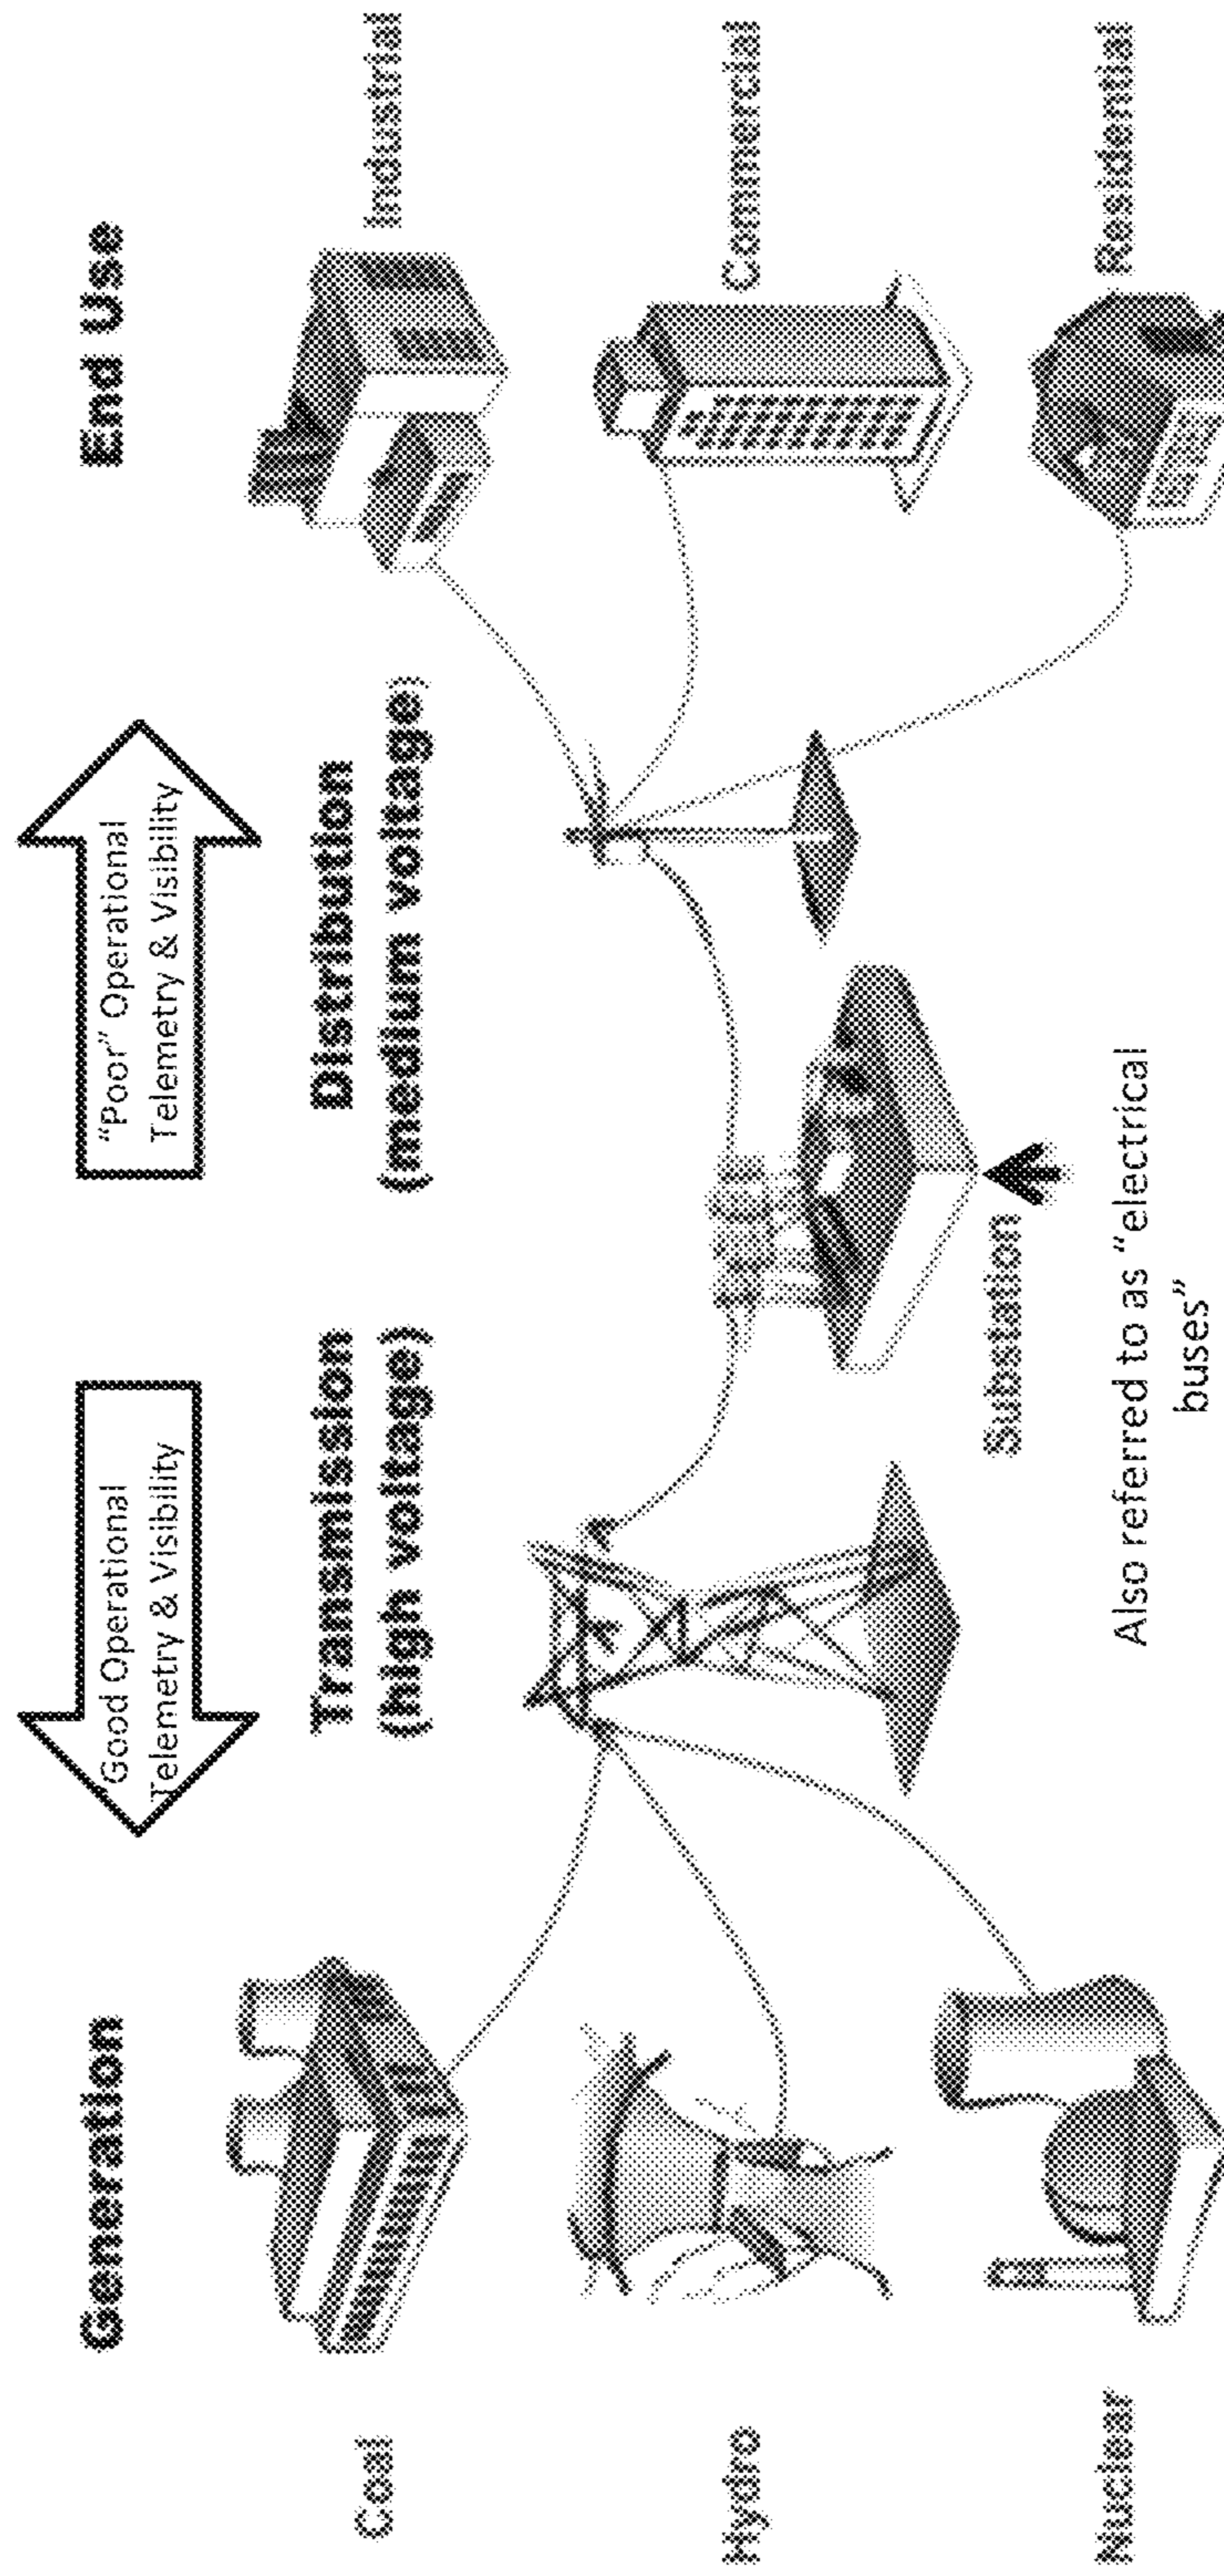 Generation
End Use
Good Operational
Telemetry & Visibility
"Poor" Operational
Telemetry & Visibility
Transmission
(high voltage)
Distribution
(medium voltage)
Coal
Hydro
Nuclear
Industrial
Commercial
Residential
Substation
Also referred to as "electrical
buses"